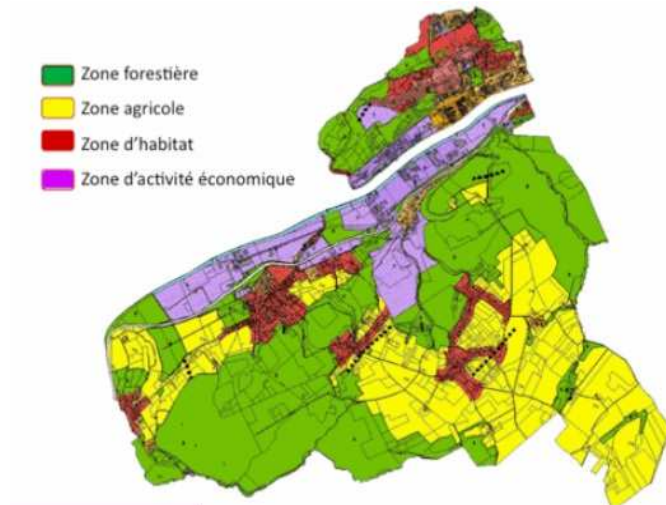 Zone forestière
Zone agricole
Zone d'habitat
Zone d'activité économique